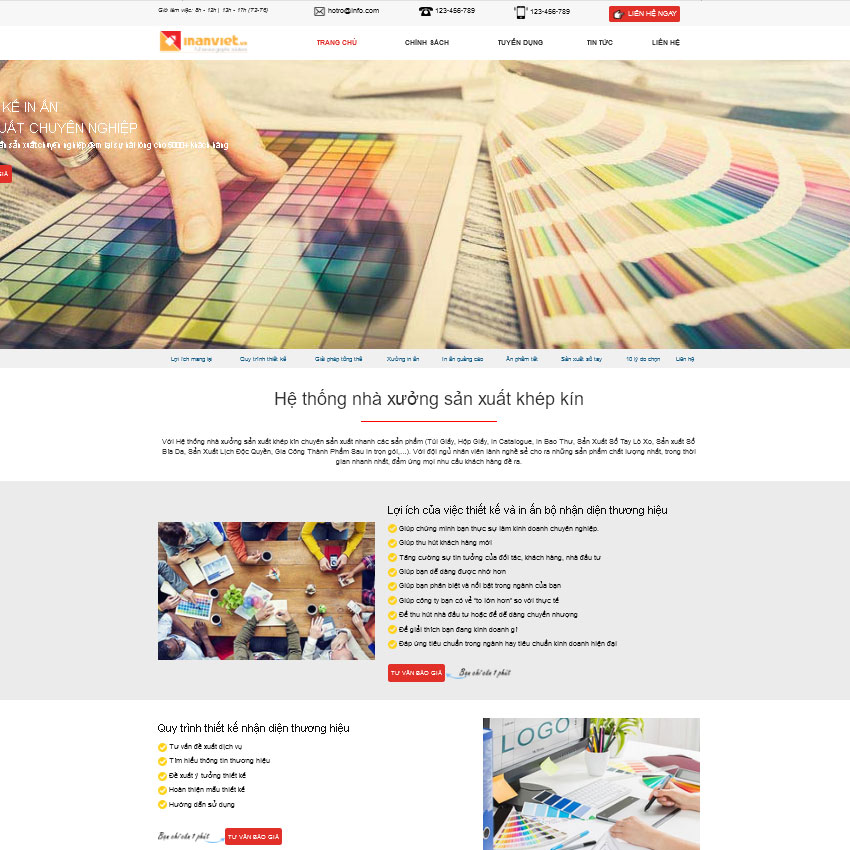 Giờ làm việc: 8h - 12h | 13h - 17h (T2-T6)
hotro@info.com
123-456-789
123-456-789
LIÊN HỆ NGAY
inanviet.vn
TRANG CHỦ
CHÍNH SÁCH
TUYỂN DỤNG
TIN TỨC
LIÊN HỆ
KẾ IN ẤN
UẤT CHUYÊN NGHIỆP
ấn sản xuất chuyên nghiệp đem lại sự hài lòng cho 6000+ khách hàng
GIÁ
Lợi ích mang lại
Quy trình thiết kế
Giải pháp tổng thể
Xưởng in ấn
In ấn quảng cáo
Ấn phẩm tết
Sản xuất sổ tay
10 lý do chọn
Liên hệ
Hệ thống nhà xưởng sản xuất khép kín
Với Hệ thống nhà xưởng sản xuất khép kín chuyên sản xuất nhanh các sản phẩm (Túi Giấy, Hộp Giấy, In Catalogue, In Bao Thư, Sản Xuất Sổ Tay Lò Xo, Sản xuất Sổ
Bìa Da, Sản Xuất Lịch Độc Quyền, Gia Công Thành Phẩm Sau in trọn gói,...). Với đội ngũ nhân viên lành nghề sẽ cho ra những sản phẩm chất lượng nhất, trong thời
gian nhanh nhất, đảm ứng mọi nhu cầu khách hàng đề ra.
Lợi ích của việc thiết kế và in ấn bộ nhận diện thương hiệu
Giúp chứng minh bạn thực sự làm kinh doanh chuyên nghiệp.
Giúp thu hút khách hàng mới
Tăng cường sự tin tưởng của đối tác, khách hàng, nhà đầu tư
Giúp bạn dễ dàng được nhớ hơn
Giúp bạn phân biệt và nổi bật trong ngành của bạn
Giúp công ty bạn có vẻ "to lớn hơn" so với thực tế
Để thu hút nhà đầu tư hoặc để dễ dàng chuyển nhượng
Để giải thích bạn đang kinh doanh gì
Đáp ứng tiêu chuẩn trong ngành hay tiêu chuẩn kinh doanh hiện đại
TƯ VẤN BÁO GIÁ
Bạn chỉ cần 1 phút
Quy trình thiết kế nhận diện thương hiệu
Tư vấn đề xuất dịch vụ
Tìm hiểu thông tin thương hiệu
Đề xuất ý tưởng thiết kế
Hoàn thiện mẫu thiết kế
Hướng dẫn sử dụng
Bạn chỉ cần 1 phút
TƯ VẤN BÁO GIÁ
LOGO